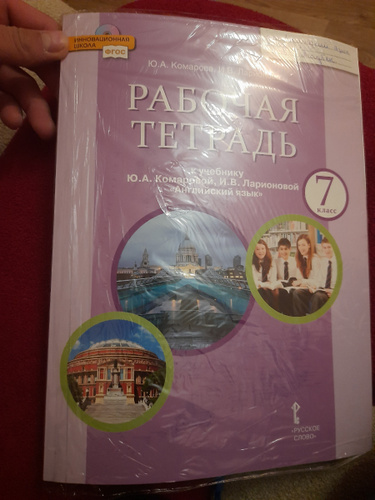 ИННОВАЦИОННАЯ
ШКОЛА
ФГОС
Ю.А. Комарова, И.В.
РАБОЧАЯ
ТЕТРАДЬ
к учебнику
Ю.А. Комаровой, И.В. Ларионовой
«Английский язык»
7
класс
«РУССКОЕ
СЛОВО»